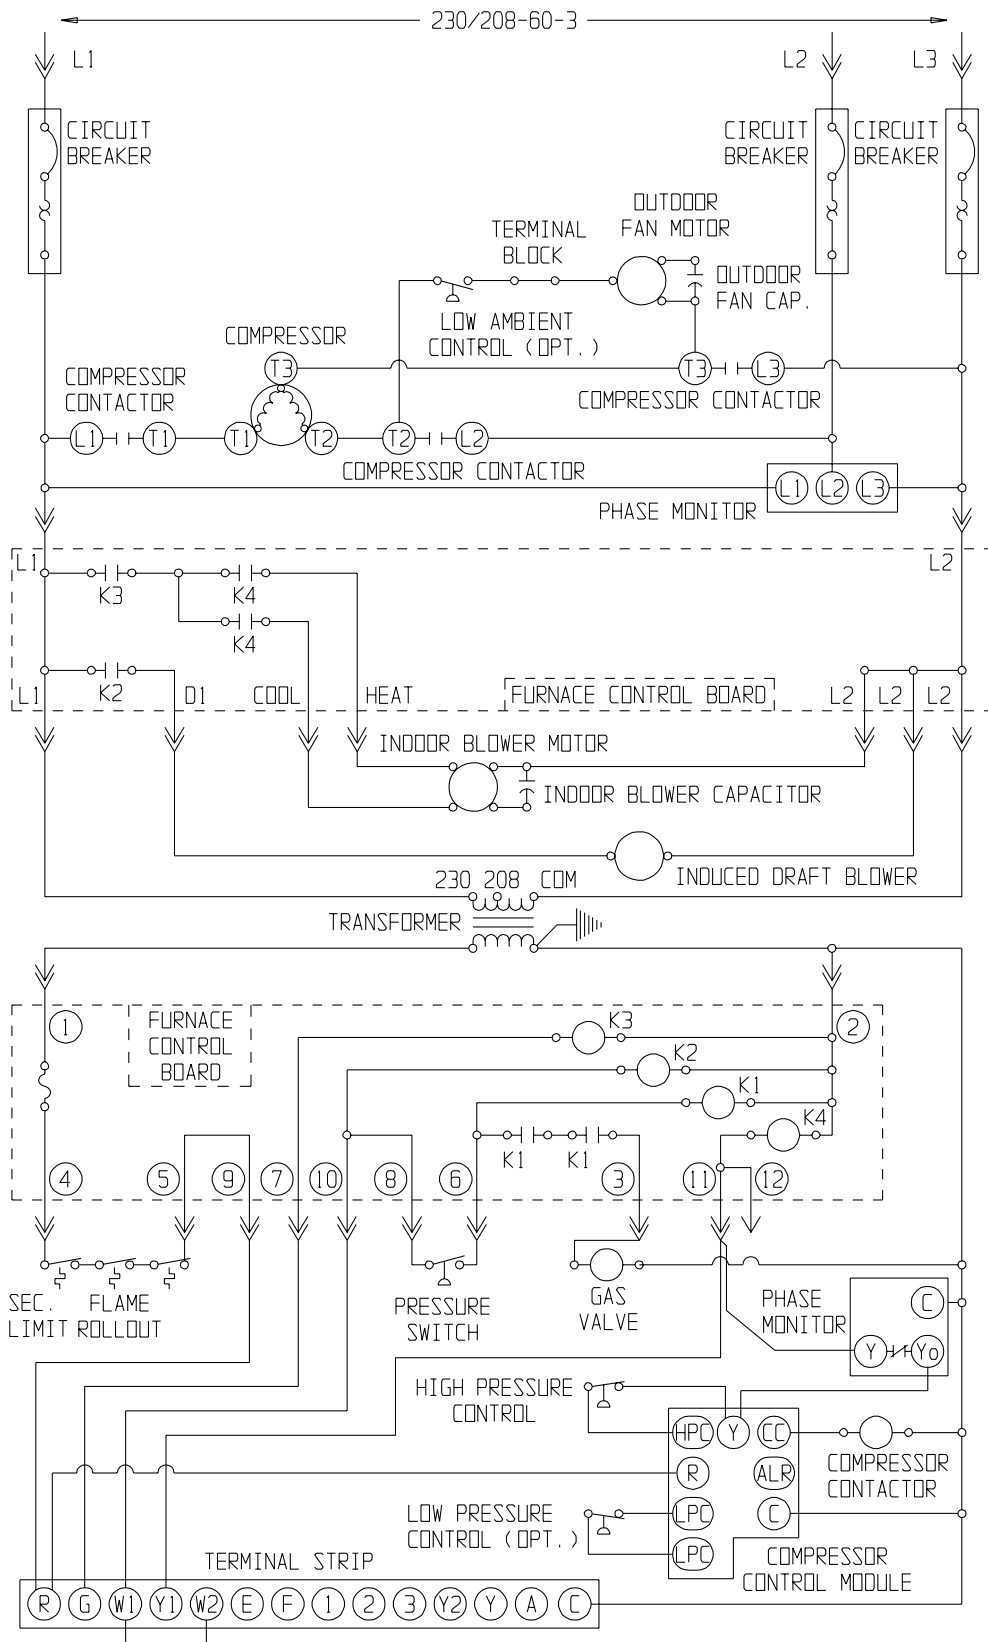 230/208-60-3
L1
L2
L3
CIRCUIT
BREAKER
CIRCUIT
BREAKER
CIRCUIT
BREAKER
OUTDOOR
FAN MOTOR
TERMINAL
BLOCK
OUTDOOR
FAN CAP.
LOW AMBIENT
CONTROL (OPT.)
COMPRESSOR
T3
T3
L3
COMPRESSOR
CONTACTOR
COMPRESSOR CONTACTOR
L1
T1
T1
T2
T2
L2
COMPRESSOR CONTACTOR
L1
L2
L3
PHASE MONITOR
L1
L2
K3
K4
K4
L1
K2
D1
COOL
HEAT
FURNACE CONTROL BOARD
L2
L2
L2
INDOOR BLOWER MOTOR
INDOOR BLOWER CAPACITOR
INDUCED DRAFT BLOWER
230 208 COM
TRANSFORMER
1
FURNACE
CONTROL
BOARD
K3
2
K2
K1
K4
K1
K1
4
5
9
7
10
8
6
3
11
12
SEC.
LIMIT
FLAME
ROLLOUT
PRESSURE
SWITCH
GAS
VALVE
PHASE
MONITOR
C
Y
Yo
HIGH PRESSURE
CONTROL
HPC
Y
CC
R
ALR
COMPRESSOR
CONTACTOR
LOW PRESSURE
CONTROL (OPT.)
LPC
C
LPC
COMPRESSOR
CONTROL MODULE
TERMINAL STRIP
R G W1 Y1 W2 E F 1 2 3 Y2 Y A C